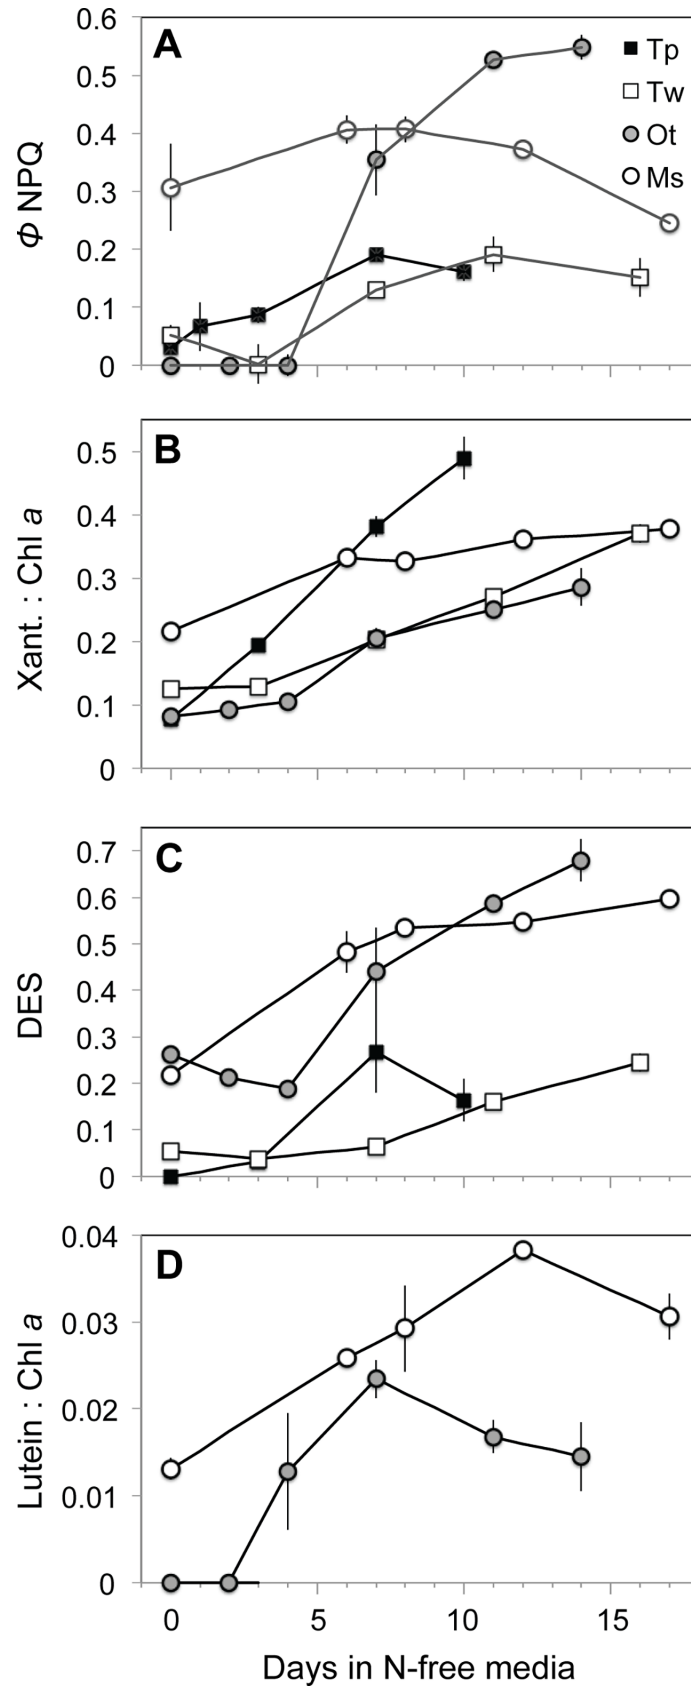 A
Tp
Tw
Ot
Ms
Φ NPQ
0.6
0.5
0.4
0.3
0.2
0.1
0
B
Xant. : Chl a
0.5
0.4
0.3
0.2
0.1
0
C
DES
0.7
0.6
0.5
0.4
0.3
0.2
0.1
0
D
Lutein : Chl a
0.04
0.03
0.02
0.01
0
0 5 10 15
Days in N-free media